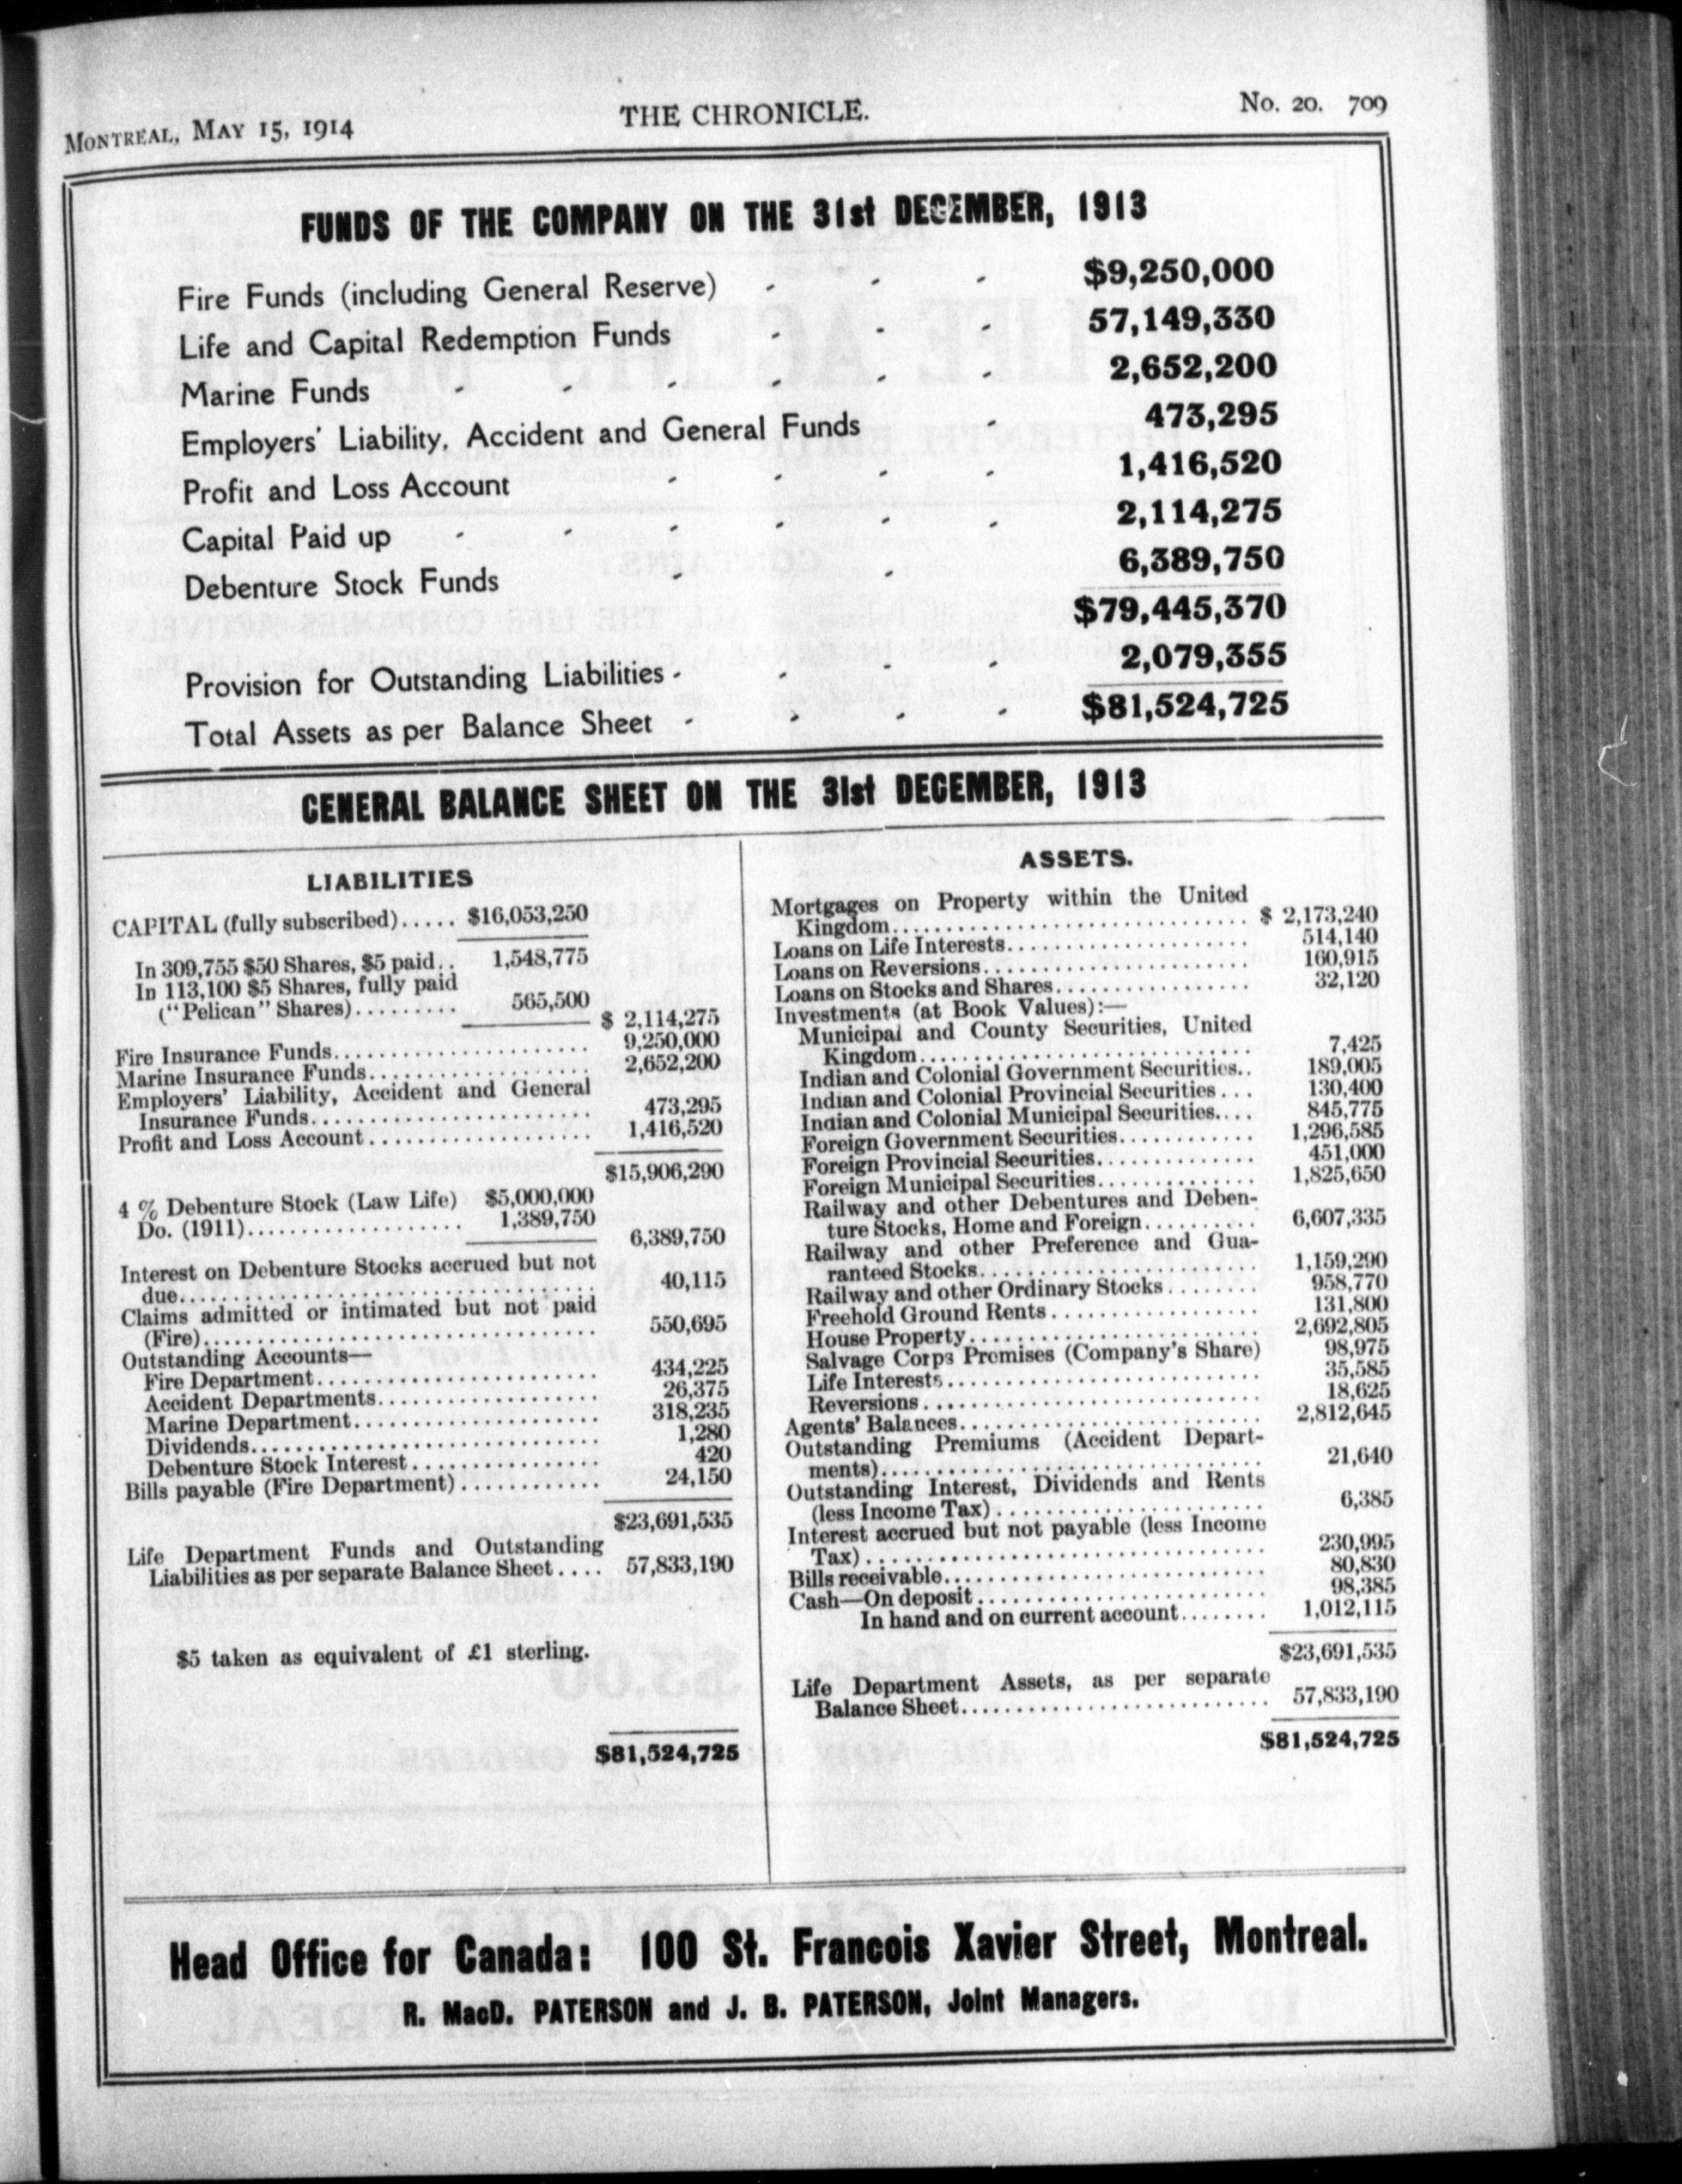 MONTREAL, MAY 15, 1914 THE CHRONICLE. No. 20. 709
FUNDS OF THE COMPANY ON THE 31st DECEMBER, 1913
Fire Funds (including General Reserve) - - - $9,250,000
Life and Capital Redemption Funds - - - 57,149,330
Marine Funds - - - - - - 2,652,200
Employers' Liability, Accident and General Funds - 473,295
Profit and Loss Account - - - - 1,416,520
Capital Paid up - - - - - - 2,114,275
Debenture Stock Funds - - 6,389,750
$79,445,370
Provision for Outstanding Liabilities - - - - 2,079,355
Total Assets as per Balance Sheet - - - - $81,524,725
GENERAL BALANCE SHEET ON THE 31st DECEMBER, 1913
LIABILITIES
CAPITAL (fully subscribed)..... $16,053,250
In 309,755 $50 Shares, $5 paid.. 1,548,775
In 113,100 $5 Shares, fully paid
("Pelican" Shares)......... 565,500
$ 2,114,275
Fire Insurance Funds...................... 9,250,000
Marine Insurance Funds................... 2,652,200
Employers' Liability, Accident and General
Insurance Funds........................ 473,295
Profit and Loss Account................... 1,416,520
$15,906,290
4 % Debenture Stock (Law Life) $5,000,000
Do. (1911).................. 1,389,750
6,389,750
Interest on Debenture Stocks accrued but not
due.................................... 40,115
Claims admitted or intimated but not paid
(Fire).................................. 550,695
Outstanding Accounts—
Fire Department........................ 434,225
Accident Departments.................. 26,375
Marine Department..................... 318,235
Dividends.............................. 1,280
Debenture Stock Interest................ 420
Bills payable (Fire Department)............ 24,150
$23,691,535
Life Department Funds and Outstanding
Liabilities as per separate Balance Sheet.... 57,833,190
$5 taken as equivalent of £1 sterling.
$81,524,725
ASSETS.
Mortgages on Property within the United
Kingdom............................... $ 2,173,240
Loans on Life Interests..................... 514,140
Loans on Reversions....................... 160,915
Loans on Stocks and Shares................. 32,120
Investments (at Book Values):—
Municipal and County Securities, United
Kingdom.............................. 7,425
Indian and Colonial Government Securities.. 189,005
Indian and Colonial Provincial Securities... 130,400
Indian and Colonial Municipal Securities.... 845,775
Foreign Government Securities............ 1,296,585
Foreign Provincial Securities.............. 451,000
Foreign Municipal Securities.............. 1,825,650
Railway and other Debentures and Deben-
ture Stocks, Home and Foreign.......... 6,607,335
Railway and other Preference and Gua-
ranteed Stocks........................ 1,159,290
Railway and other Ordinary Stocks........ 958,770
Freehold Ground Rents................... 131,800
House Property.......................... 2,692,805
Salvage Corps Premises (Company's Share) 98,975
Life Interests............................ 35,585
Reversions.............................. 18,625
Agents' Balances.......................... 2,812,645
Outstanding Premiums (Accident Depart-
ments).................................. 21,640
Outstanding Interest, Dividends and Rents
(less Income Tax)....................... 6,385
Interest accrued but not payable (less Income
Tax).................................... 230,995
Bills receivable............................ 80,830
Cash—On deposit.......................... 98,385
In hand and on current account........ 1,012,115
$23,691,535
Life Department Assets, as per separate
Balance Sheet........................... 57,833,190
$81,524,725
Head Office for Canada: 100 St. Francois Xavier Street, Montreal.
R. MacD. PATERSON and J. B. PATERSON, Joint Managers.